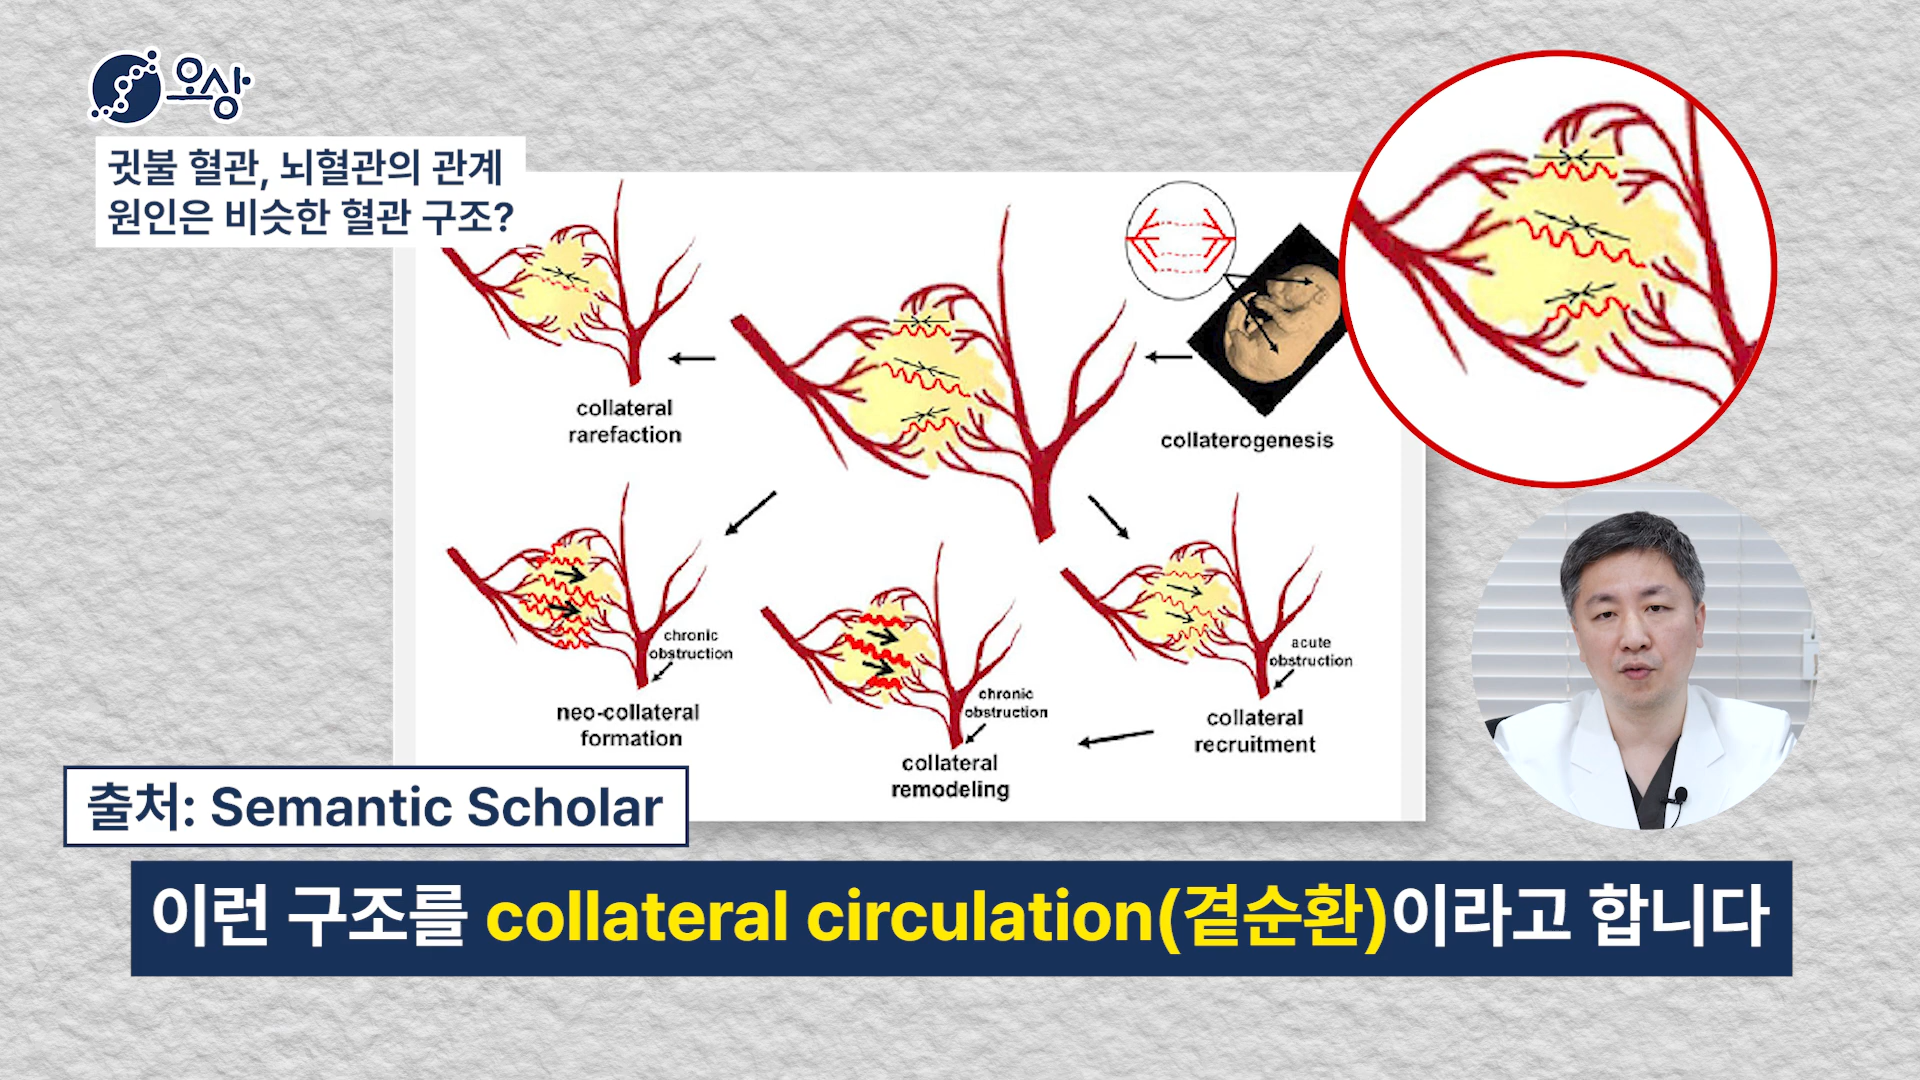 오상
귓불 혈관, 뇌혈관의 관계
원인은 비슷한 혈관 구조?
collateral
rarefaction
collaterogenesis
chronic
obstruction
neo-collateral
formation
chronic
obstruction
collateral
remodeling
acute
obstruction
collateral
recruitment
출처: Semantic Scholar
이런 구조를 collateral circulation(곁순환)이라고 합니다